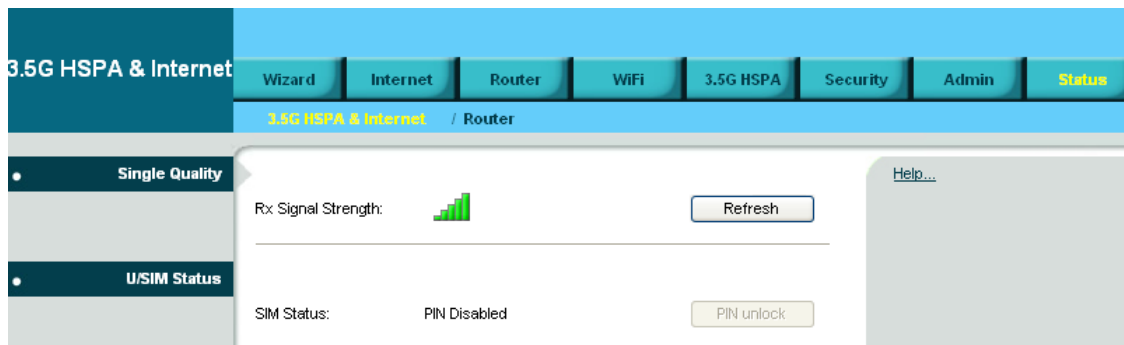 3.5G HSPA & Internet
Wizard Internet Router WiFi 3.5G HSPA Security Admin Status
3.5G HSPA & Internet / Router
Single Quality
Help...
Rx Signal Strength: Refresh
U/SIM Status
SIM Status: PIN Disabled PIN unlock